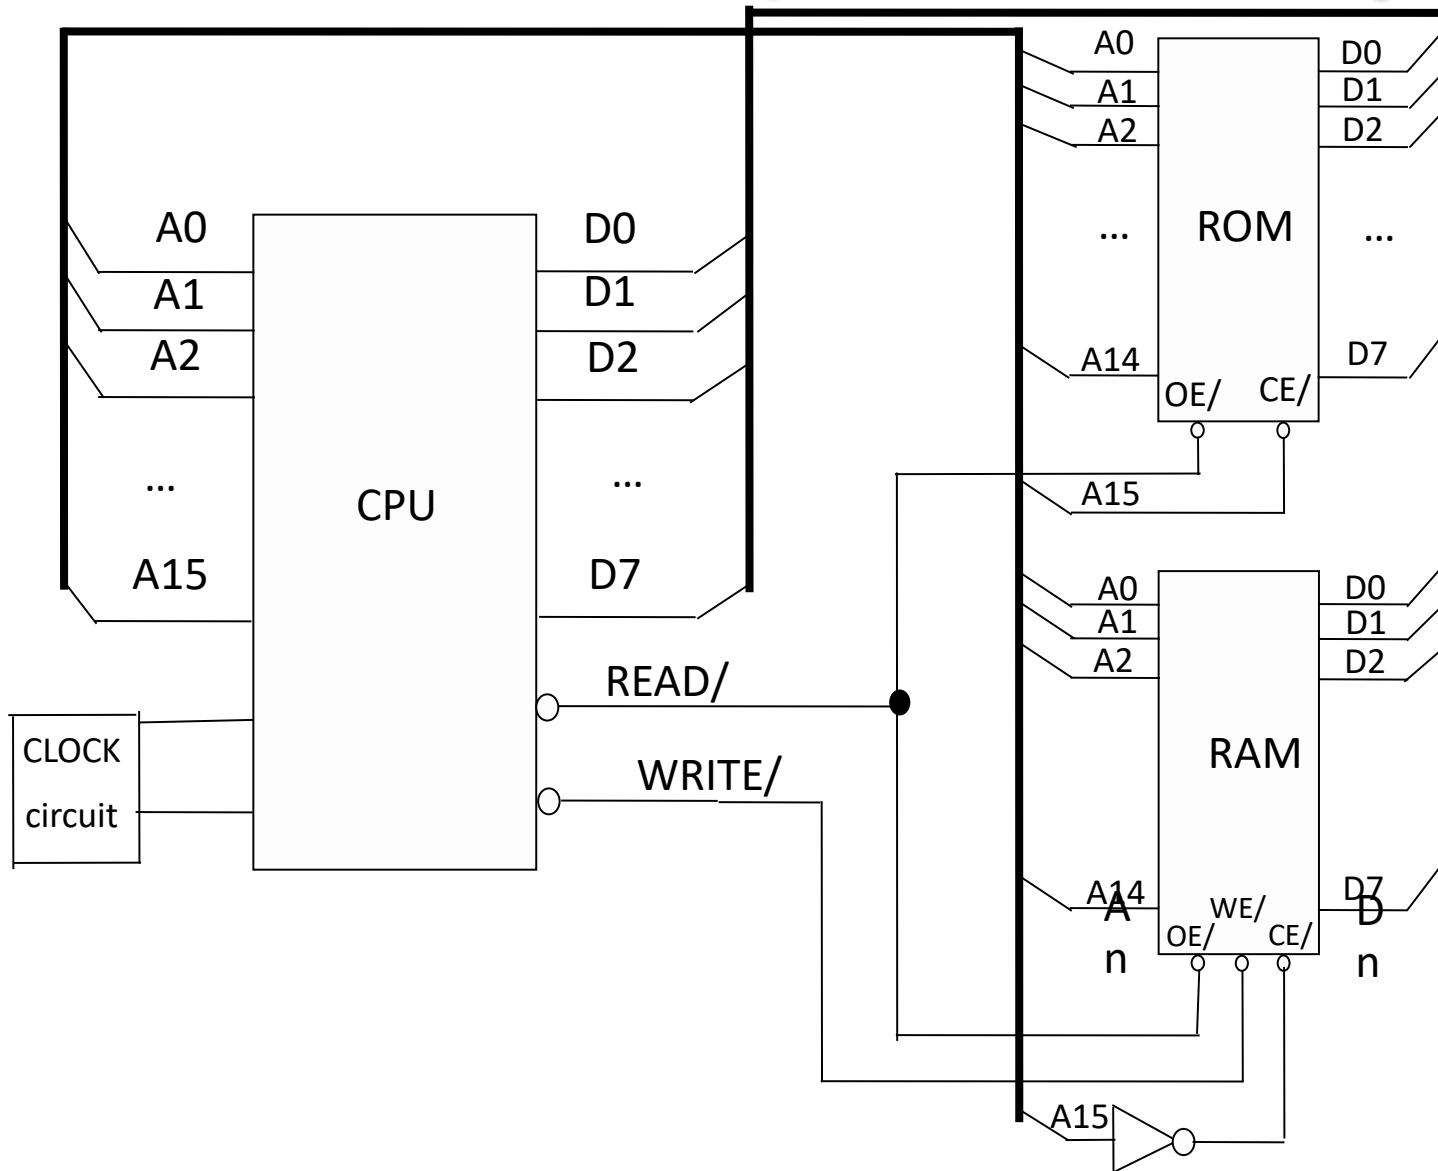 A0
D0
A1
D1
A2
D2
...
ROM
...
A14
D7
OE/
CE/
A15
A0
D0
A1
D1
A2
D2
...
CPU
...
A15
D7
READ/
WRITE/
CLOCK
circuit
A0
D0
A1
D1
A2
D2
RAM
A14
D7
A
n
WE/
D
n
OE/
CE/
A15